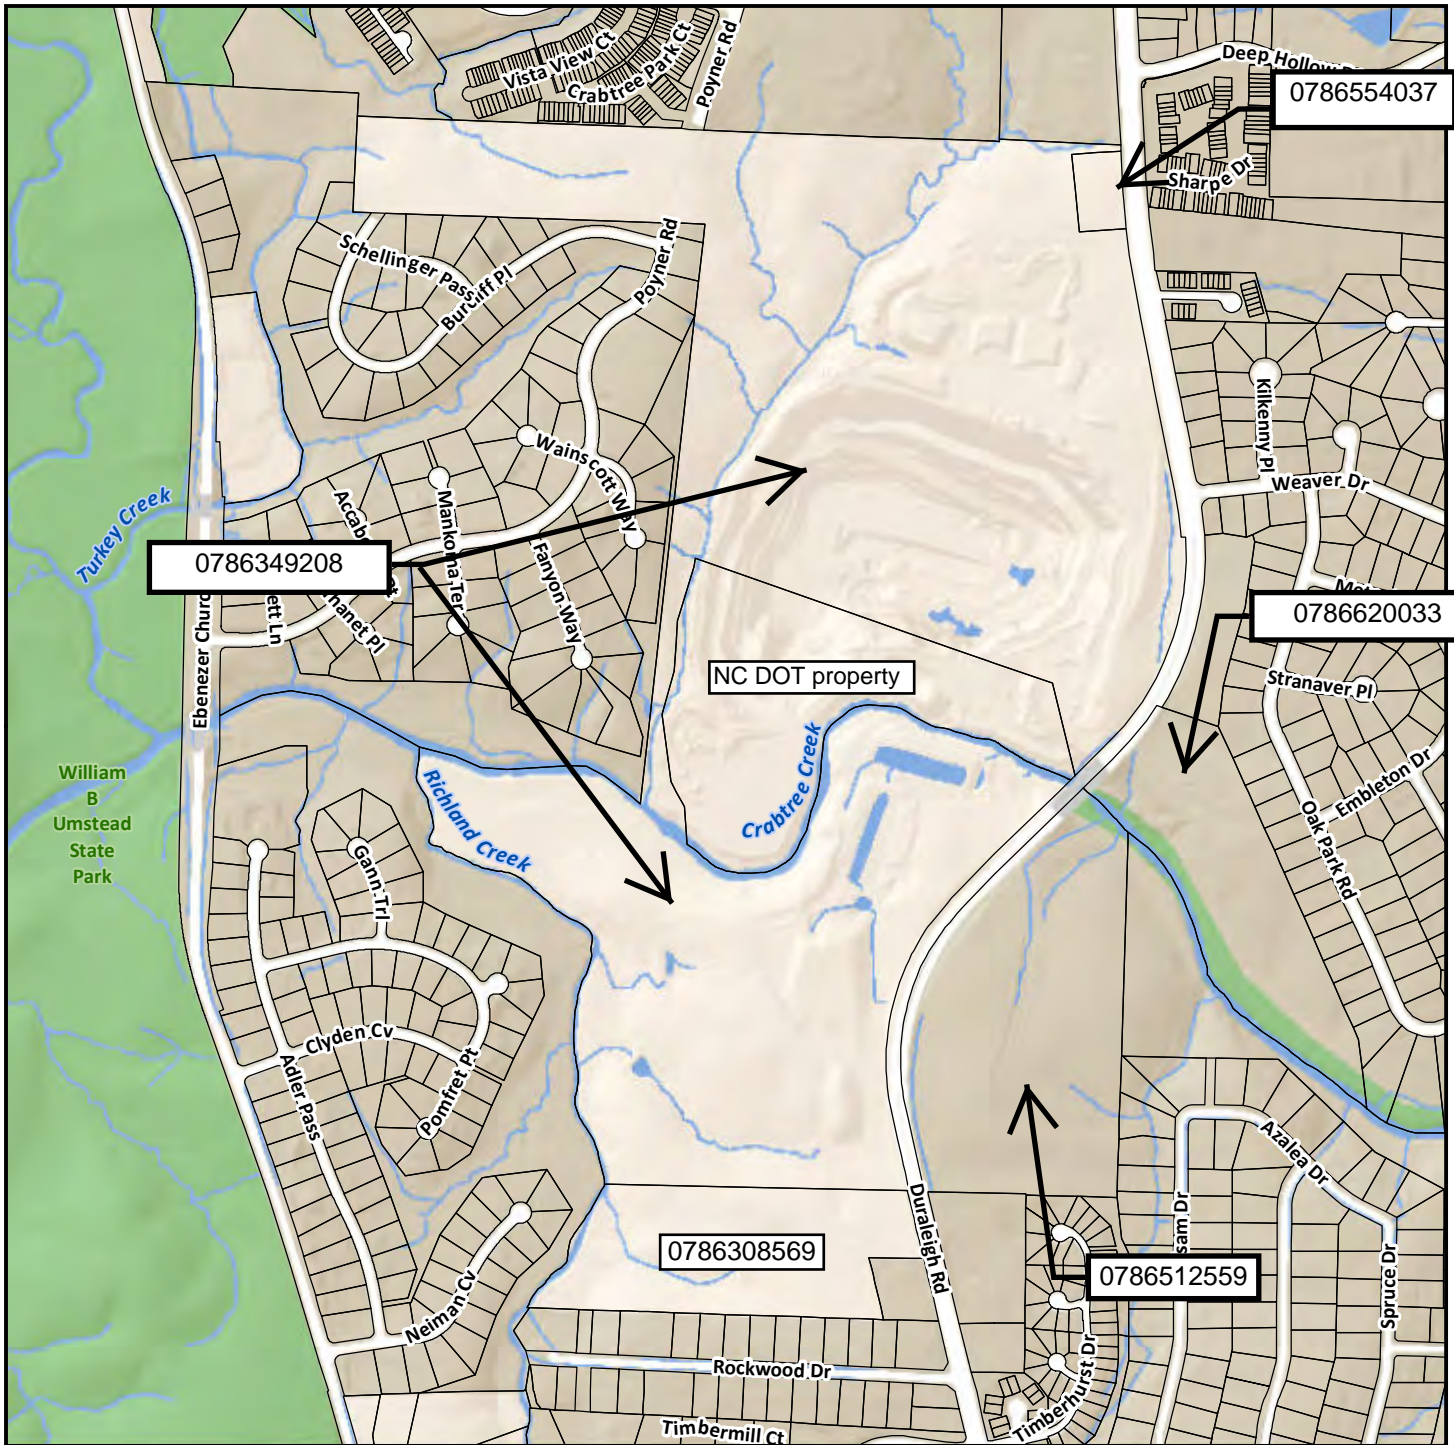 Vista View Ct
Crabtree Park Ct
Poyner Rd
Deep Hollow
0786554037
Sharpe Dr
Schellinger Pass
Burcliff Pl
Poyner Rd
Kilkenny Pl
Weaver Dr
Wainscott Way
Mankoma Ter
Fanyon Way
Turkey Creek
0786349208
Ebenezer
0786620033
NC DOT property
Stranaver Pl
Crabtree Creek
Richland Creek
Embleton Dr
Oak Park Rd
William
B
Umstead
State
Park
Gann Trl
Clyden Cv
Adler Pass
Pomfret Pt
Azalea Dr
Duraleigh Rd
0786308569
0786512559
Spruce Dr
Neiman Cv
Rockwood Dr
Timberhurst Dr
Timbermill Ct